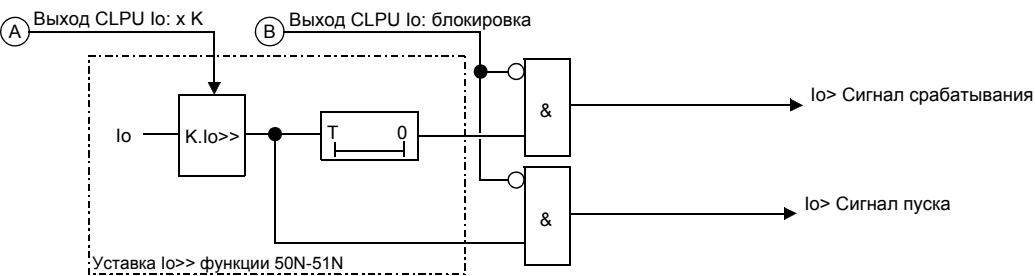 A
Выход CLPU Io: x K
B
Выход CLPU Io: блокировка
Io
K.Io>>
T
0
&
Io> Сигнал срабатывания
&
Io> Сигнал пуска
Уставка Io>> функции 50N-51N